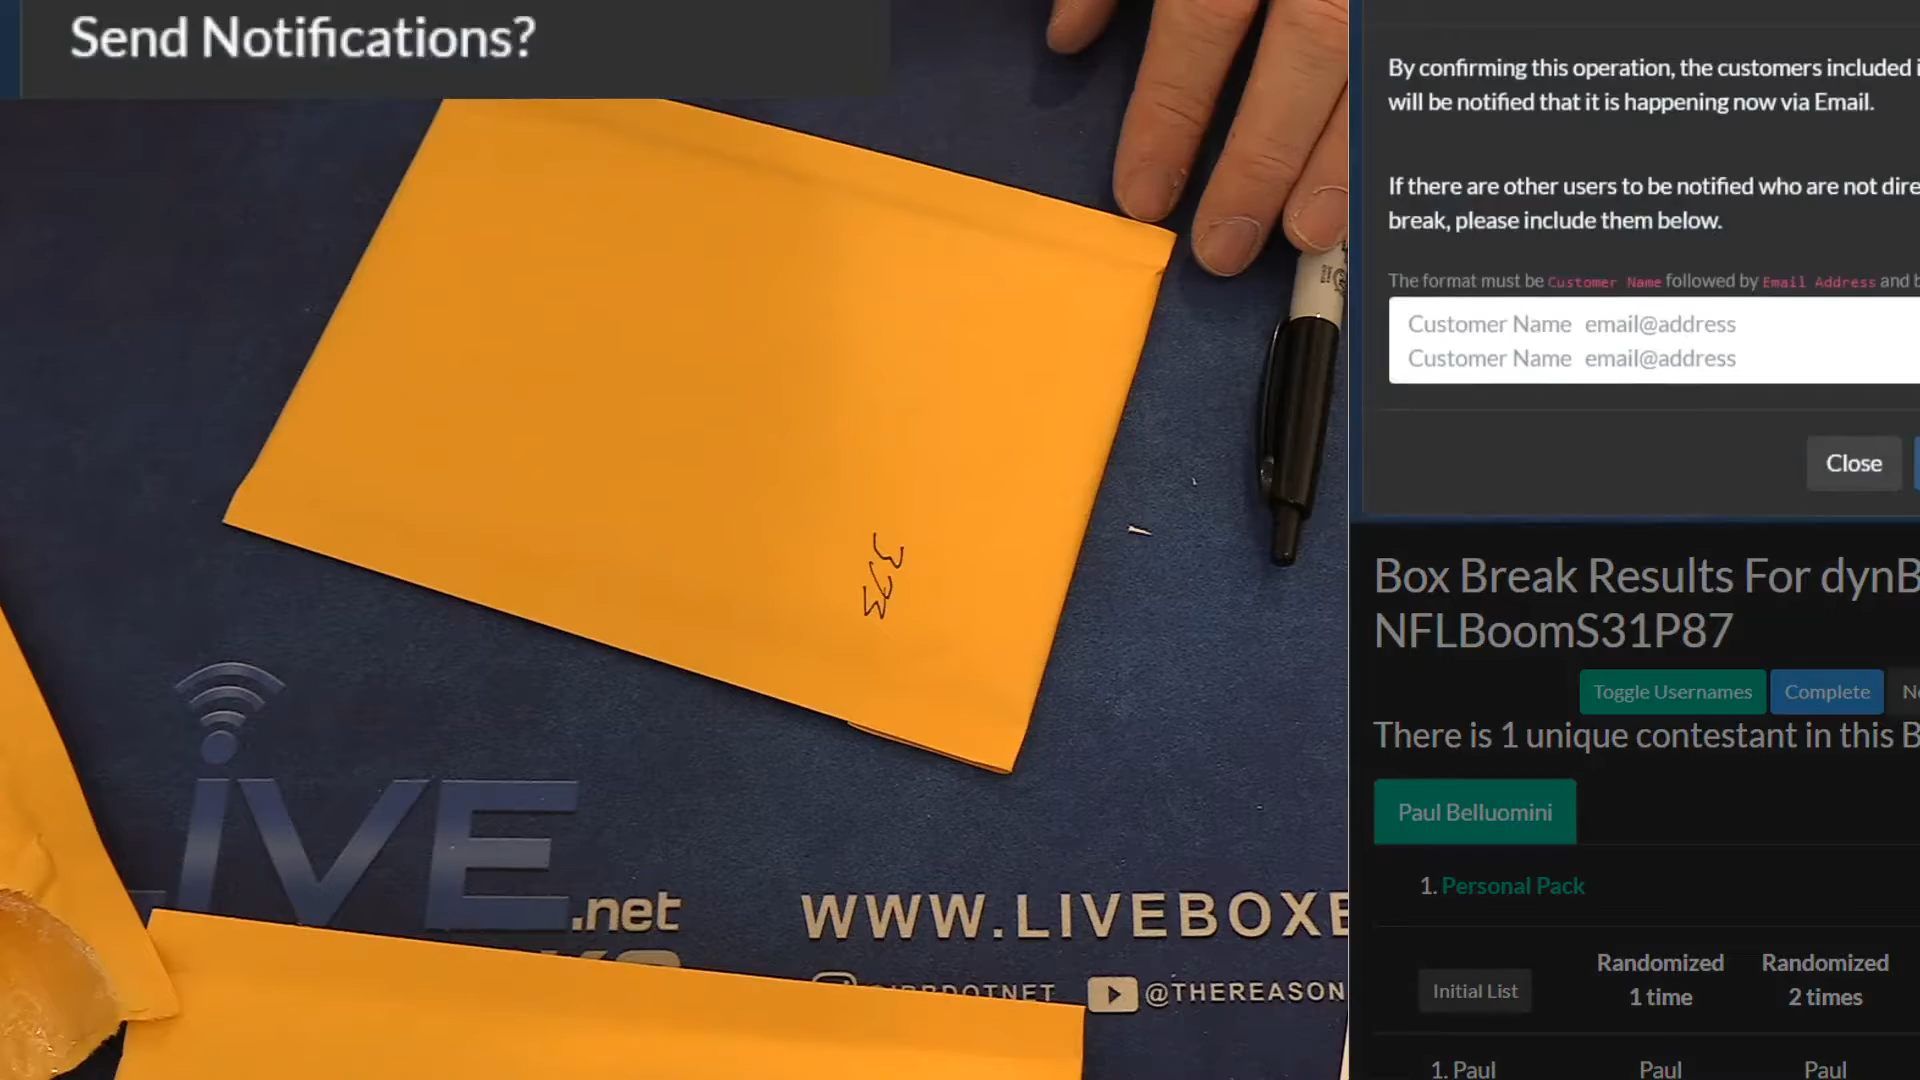 Send Notifications?
By confirming this operation, the customers included
will be notified that it is happening now via Email.
If there are other users to be notified who are not
break, please include them below.
The format must be Customer Name followed by Email Address and
Customer Name email@address
Customer Name email@address
Close
Box Break Results For
NFLBoomS31P87
Toggle Usernames
Complete
There is 1 unique contestant in this
Paul Belluomini
1. Personal Pack
Initial List
Randomized
1 time
Randomized
2 times
1. Paul
Paul
Paul
iVE
.net
WWW.LIVEBOXE
@THEREASON